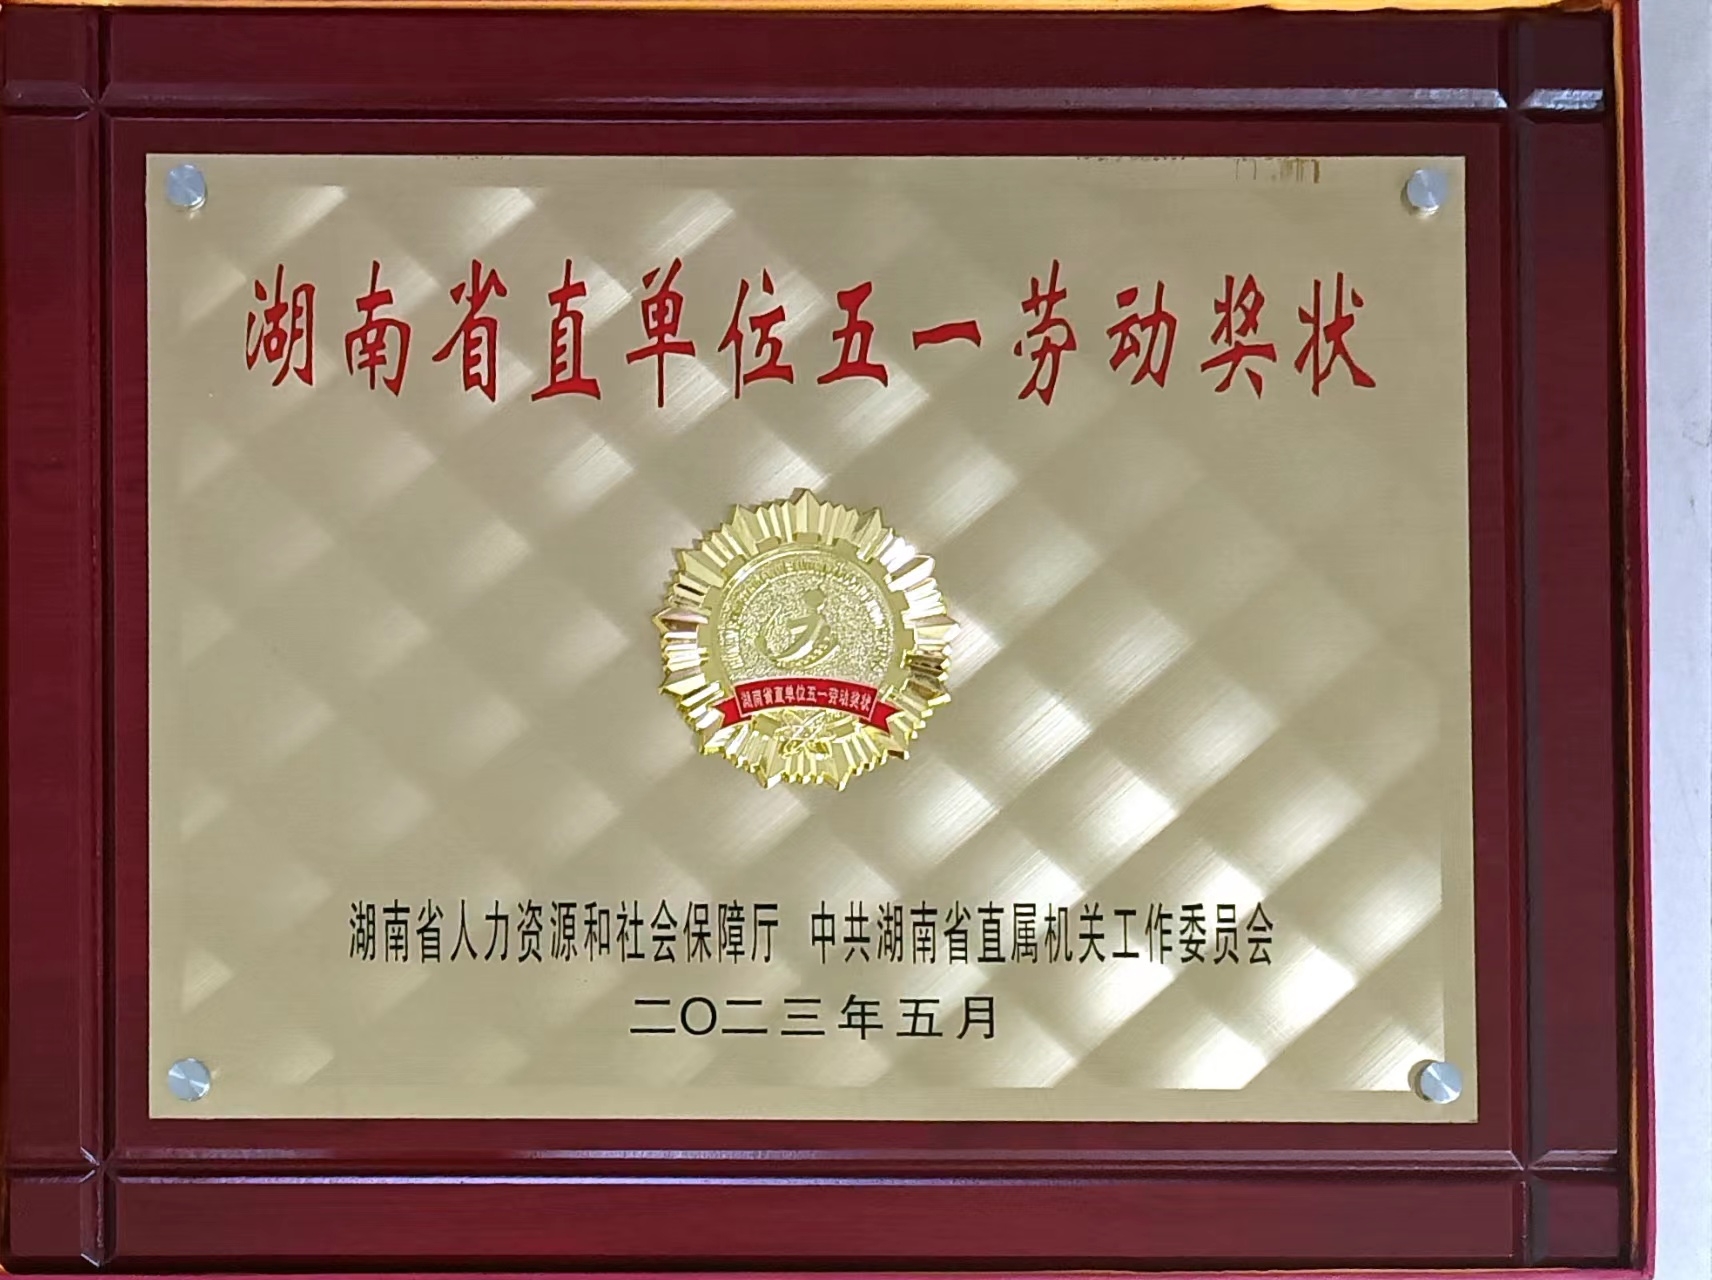 湖南省直单位五一劳动奖状
湖南省直单位五一劳动奖状
湖南省人力资源和社会保障厅 中共湖南省直属机关工作委员会
二〇二三年五月